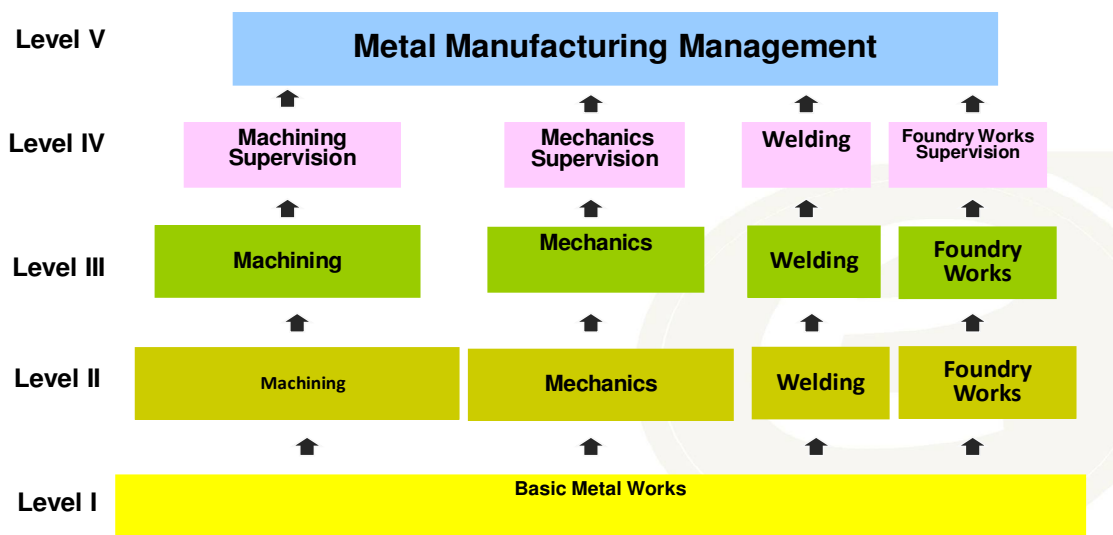 Level V
Metal Manufacturing Management
Level IV
Machining
Supervision
Mechanics
Supervision
Welding
Foundry Works
Supervision
Level III
Machining
Mechanics
Welding
Foundry
Works
Level II
Machining
Mechanics
Welding
Foundry
Works
Level I
Basic Metal Works